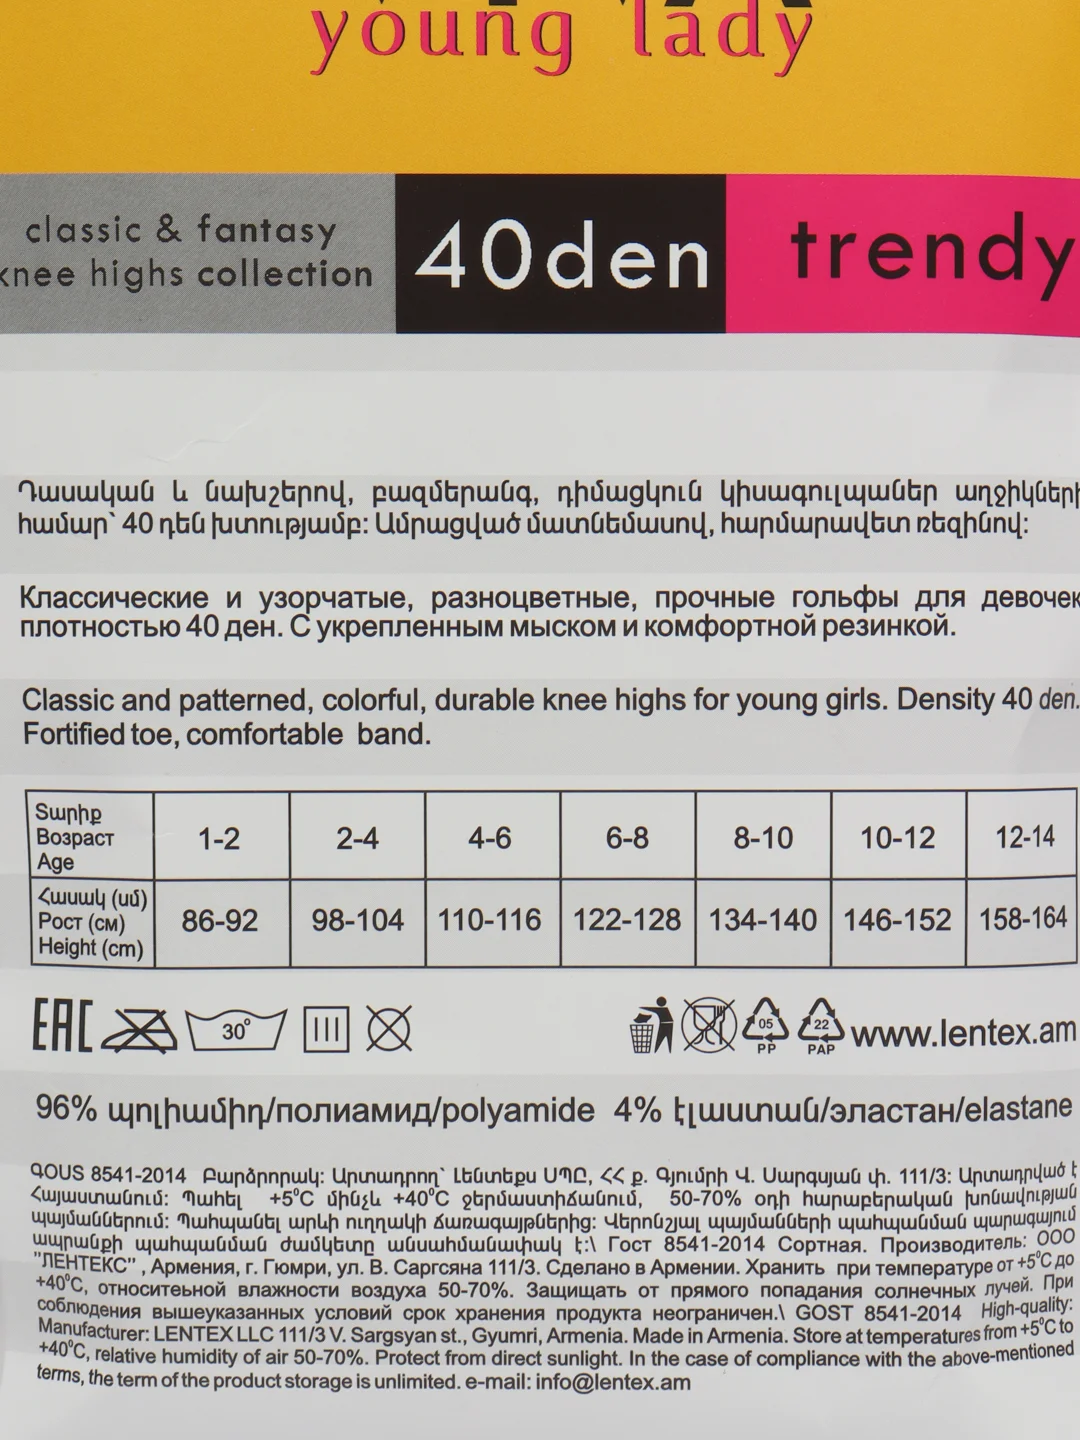 young lady
classic & fantasy
knee highs collection
40den
trendy
Դասական և նախշերով, բազմերանգ, դիմացկուն կիսագուլպաներ աղջիկների
համար՝ 40 դեն խտությամբ: Ամրացված մատնեմասով, հարմարավետ ռեզինով:
Классические и узорчатые, разноцветные, прочные гольфы для девочек
плотностью 40 ден. С укрепленным мыском и комфортной резинкой.
Classic and patterned, colorful, durable knee highs for young girls. Density 40 den.
Fortified toe, comfortable band.
Տարիք
Возраст
Age
1-2
2-4
4-6
6-8
8-10
10-12
12-14
Հասակ (սմ)
Рост (см)
Height (cm)
86-92
98-104
110-116
122-128
134-140
146-152
158-164
EAC
30°
05
PP
22
PAP
www.lentex.am
96% պոլիամիդ/полиамид/polyamide 4% էլաստան/эластан/elastane
ԳՕՍՏ 8541-2014 Բարձրորակ: Արտադրող՝ Լենտեքս ՍՊԸ, ՀՀ ք. Գյումրի Վ. Սարգսյան փ. 111/3: Արտադրված է
Հայաստանում: Պահել +5°C մինչև +40°C ջերմաստիճանում, 50-70% օդի հարաբերական խոնավության
պայմաններում: Պահպանել արևի ուղղակի ճառագայթներից: Վերոնշյալ պայմանների պահպանման պարագայում
ապրանքի պահպանման ժամկետը անսահմանափակ է:\ Гост 8541-2014 Сортная. Производитель: ООО
"ЛЕНТЕКС" , Армения, г. Гюмри, ул. В. Саргсяна 111/3. Сделано в Армении. Хранить при температуре от +5°C до
+40°C, относитеьной влажности воздуха 50-70%. Защищать от прямого попадания солнечных лучей. При
соблюдения вышеуказанных условий срок хранения продукта неограничен.\ GOST 8541-2014 High-quality:
Manufacturer: LENTEX LLC 111/3 V. Sargsyan st., Gyumri, Armenia. Made in Armenia. Store at temperatures from +5°C to
+40°C, relative humidity of air 50-70%. Protect from direct sunlight. In the case of compliance with the above-mentioned
terms, the term of the product storage is unlimited. e-mail: info@lentex.am